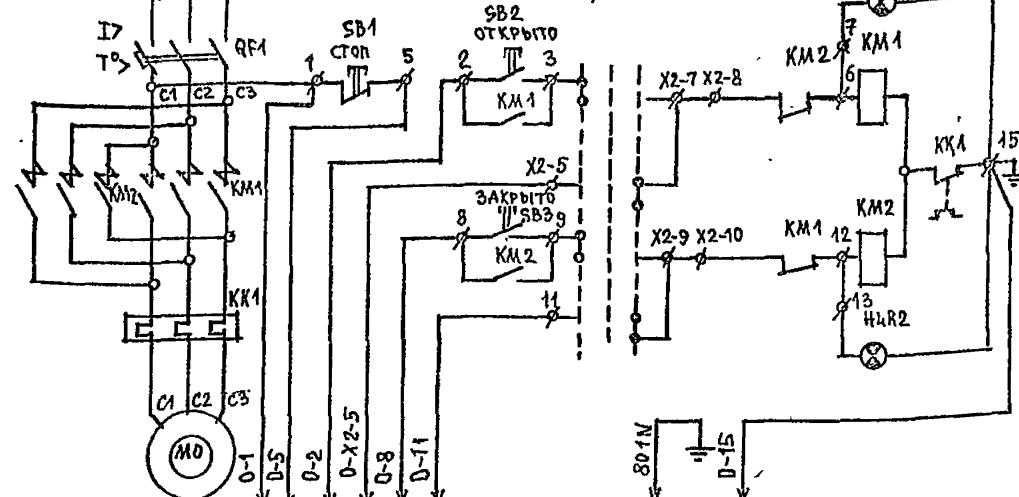 I>
T°>
QF1
C1 C2 C3
SB1
СТОП
1 5
SB2
ОТКРЫТО
2 3
KM1
X2-7 X2-8
KM2 KM1
7
6
KK1
15
KM2 KM1
3
X2-5
ЗАКРЫТО
SB3
8 9
KM2
X2-9 X2-10
KM1 12
KM2
13
H4R2
11
KK1
C1 C2 C3
MO
0-1
0-5
0-2
0-X2-5
0-8
0-11
801N
0-15